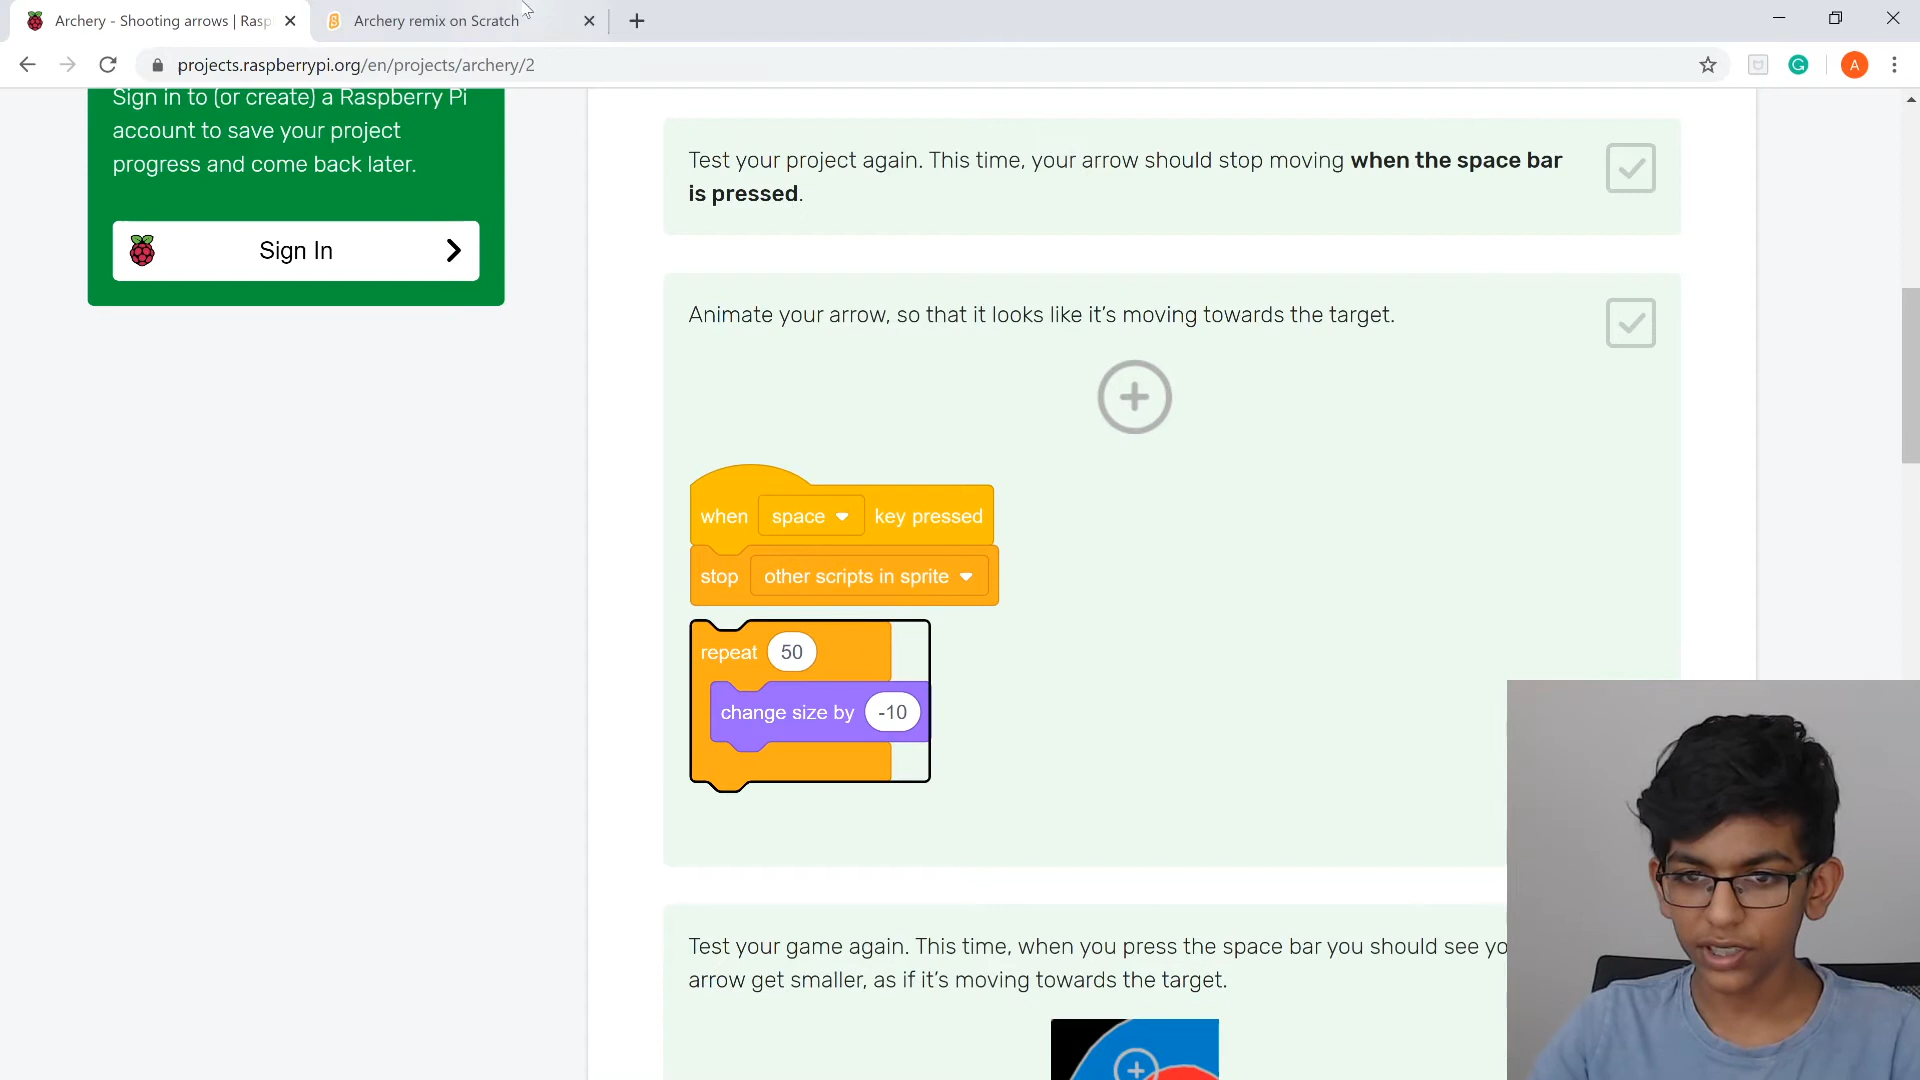 Archery - Shooting arrows | Rasp
Archery remix on Scratch
projects.raspberrypi.org/en/projects/archery/2
A
Sign in to (or create) a Raspberry Pi
account to save your project
progress and come back later.
Sign In
Test your project again. This time, your arrow should stop moving when the space bar
is pressed.
Animate your arrow, so that it looks like it's moving towards the target.
when space key pressed
stop other scripts in sprite
repeat 50
change size by -10
Test your game again. This time, when you press the space bar you should see yo
arrow get smaller, as if it's moving towards the target.